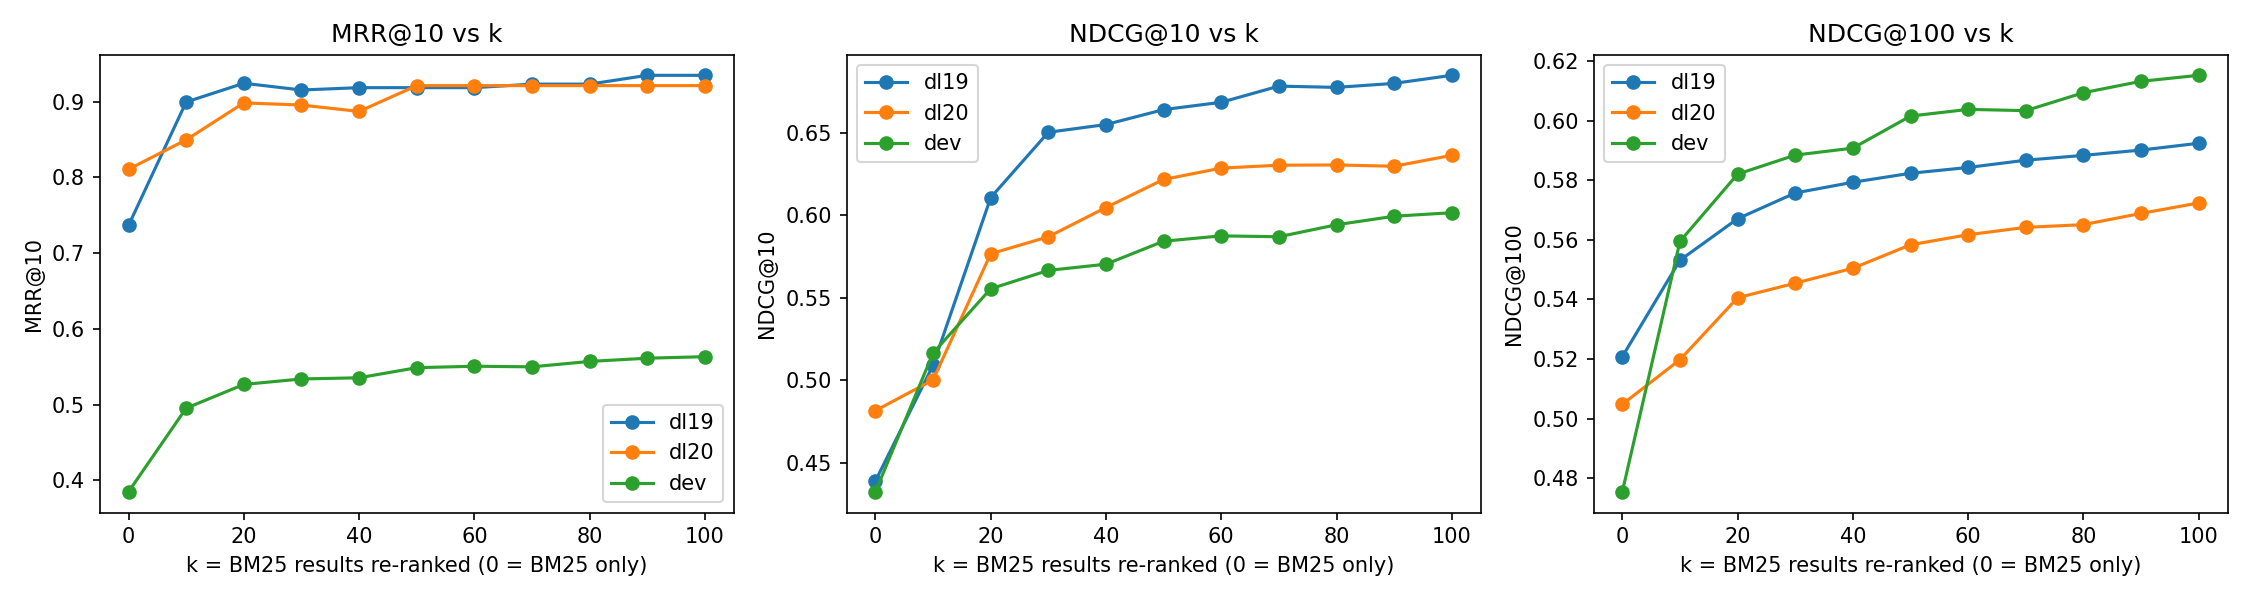 MRR@10 vs k
MRR@10
0.9
0.8
0.7
0.6
0.5
0.4
dl19
dl20
dev
0 20 40 60 80 100
k = BM25 results re-ranked (0 = BM25 only)
NDCG@10 vs k
NDCG@10
dl19
dl20
dev
0.65
0.60
0.55
0.50
0.45
0 20 40 60 80 100
k = BM25 results re-ranked (0 = BM25 only)
NDCG@100 vs k
NDCG@100
dl19
dl20
dev
0.62
0.60
0.58
0.56
0.54
0.52
0.50
0.48
0 20 40 60 80 100
k = BM25 results re-ranked (0 = BM25 only)